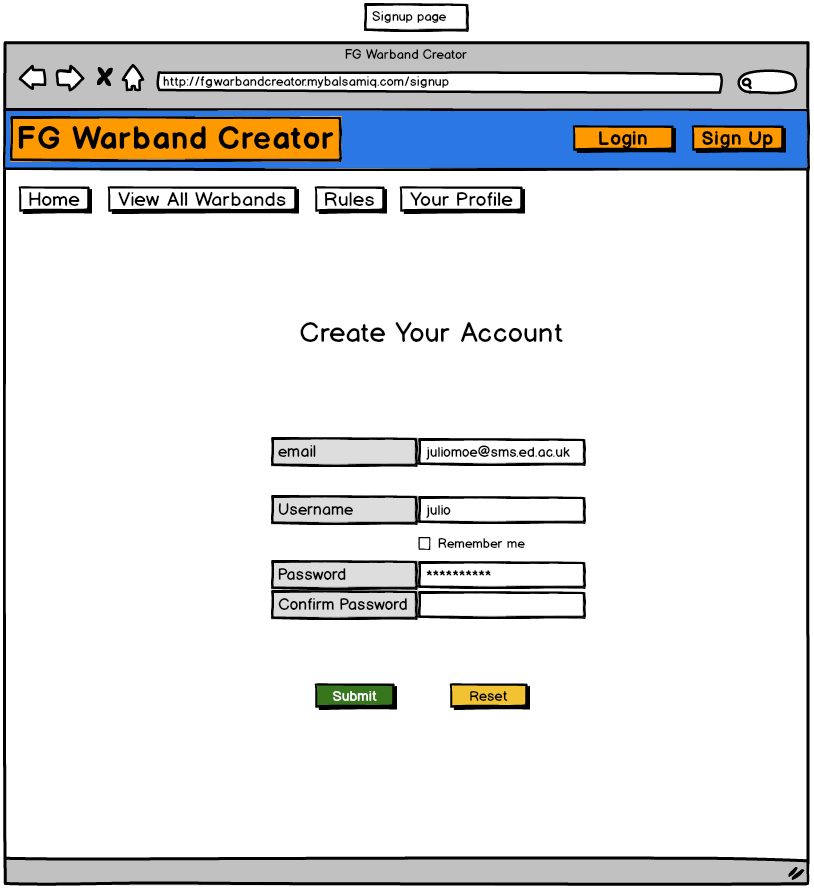 Signup page
FG Warband Creator
http://fgwarbandcreator.mybalsamiq.com/signup
FG Warband Creator
Login
Sign Up
Home
View All Warbands
Rules
Your Profile
Create Your Account
email
juliomoe@sms.ed.ac.uk
Username
julio
Remember me
Password
**********
Confirm Password
Submit
Reset